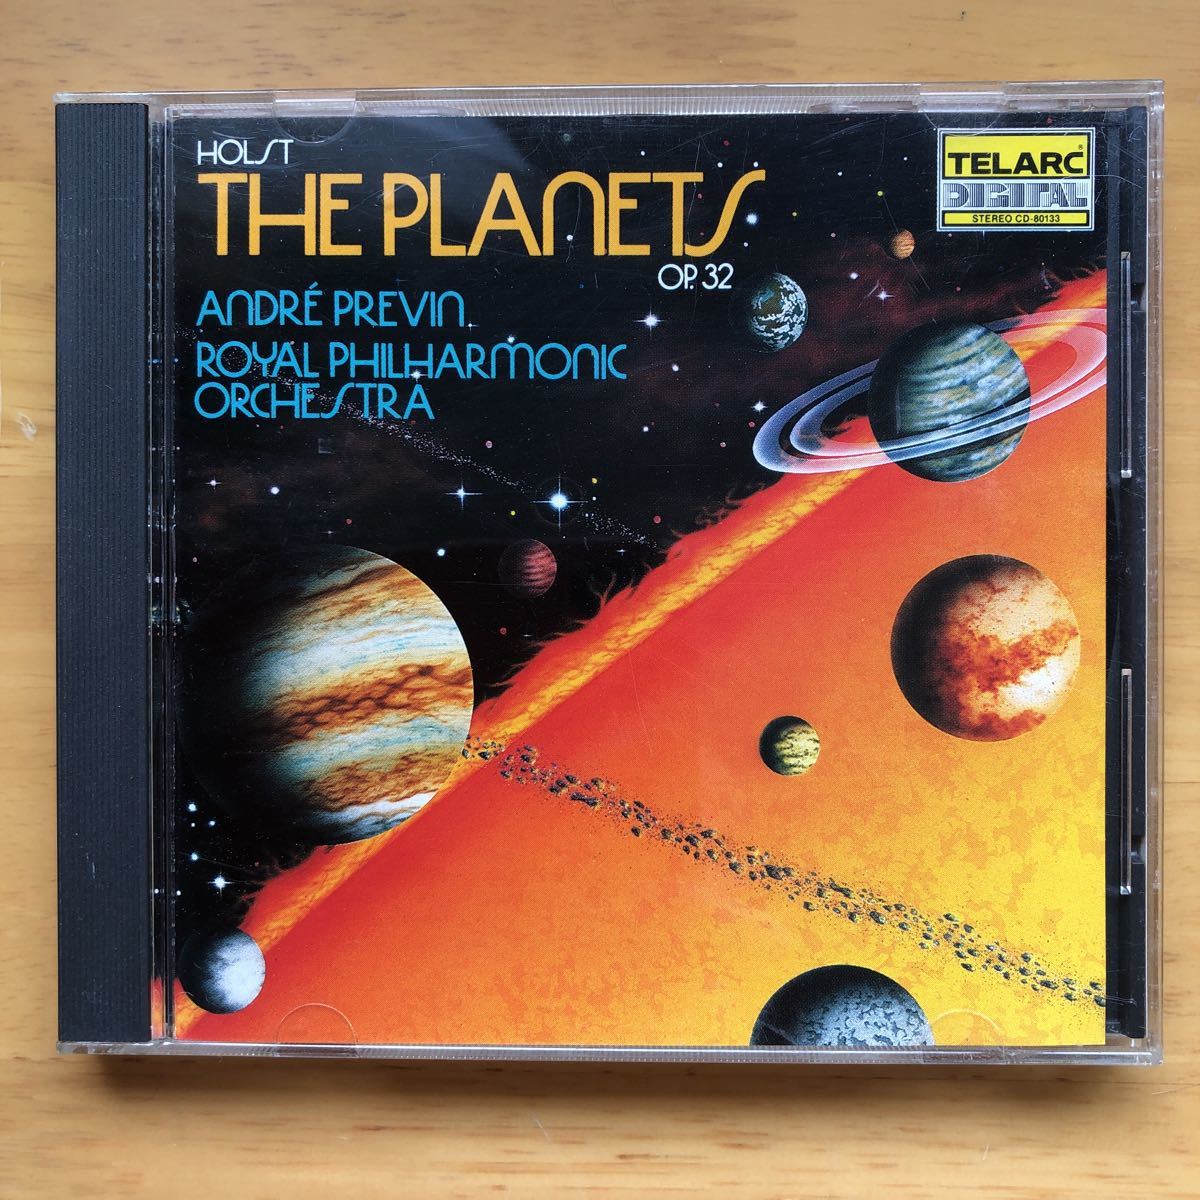 HOLST
THE PLANETS
OP. 32
ANDRÉ PREVIN
ROYAL PHILHARMONIC
ORCHESTRA
TELARC®
DIGITAL
STEREO CD-80133